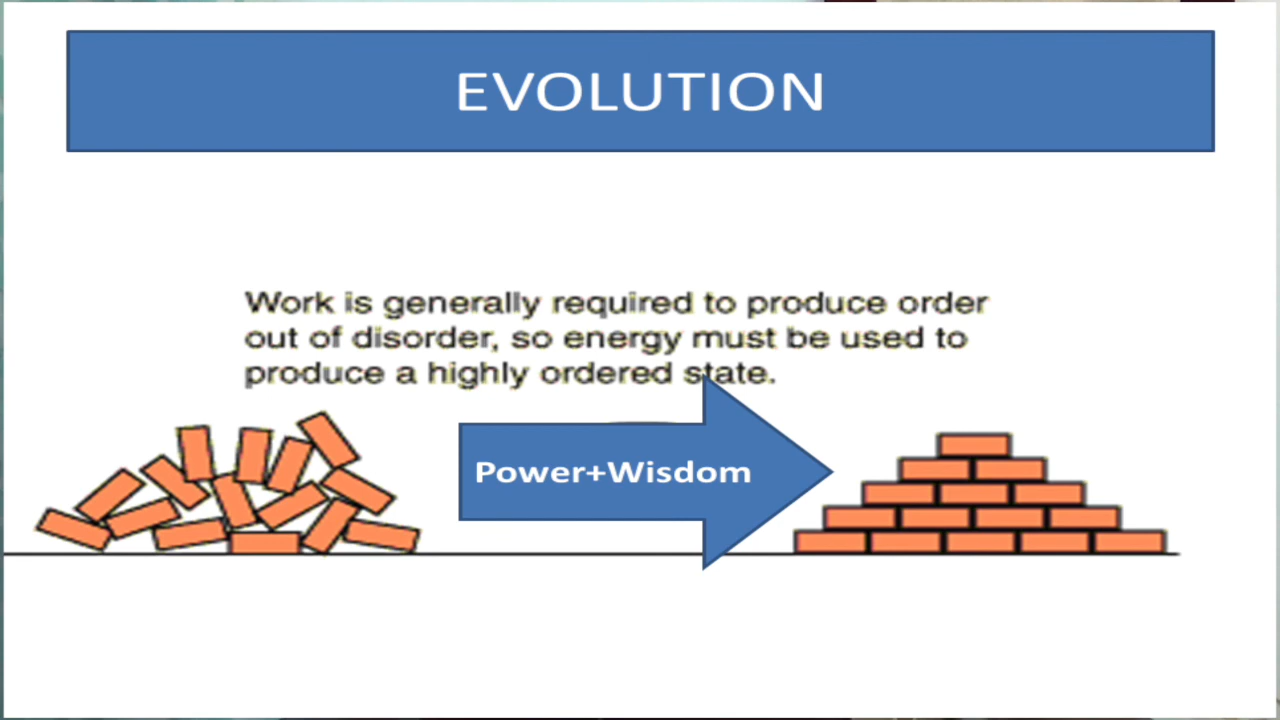 EVOLUTION
Work is generally required to produce order
out of disorder, so energy must be used to
produce a highly ordered state.
Power+Wisdom